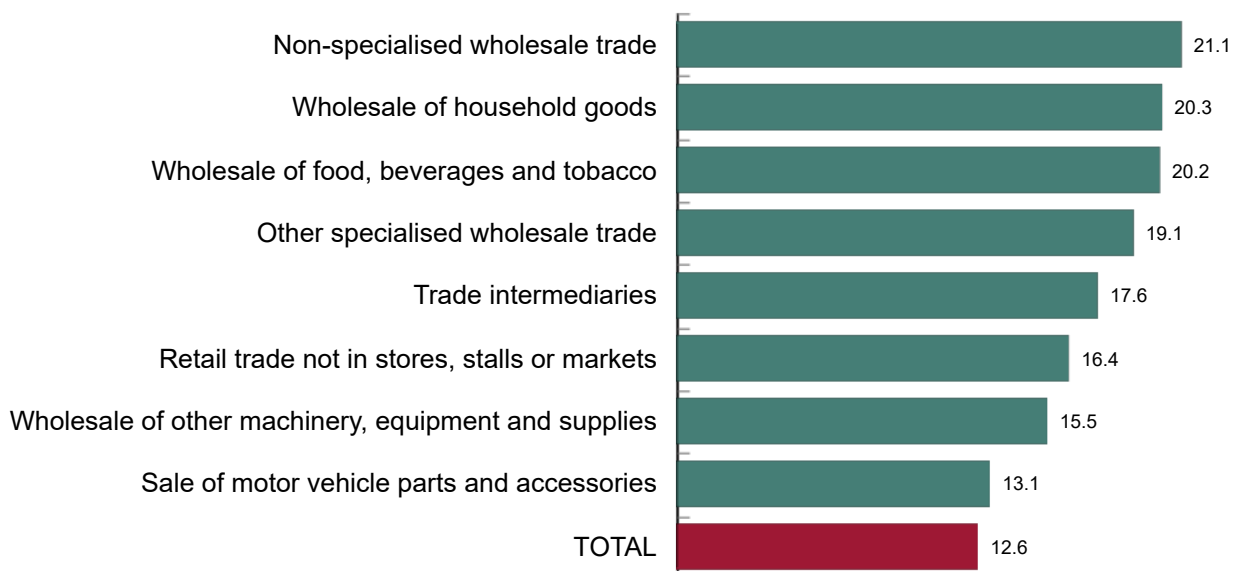 Non-specialised wholesale trade 21.1
Wholesale of household goods 20.3
Wholesale of food, beverages and tobacco 20.2
Other specialised wholesale trade 19.1
Trade intermediaries 17.6
Retail trade not in stores, stalls or markets 16.4
Wholesale of other machinery, equipment and supplies 15.5
Sale of motor vehicle parts and accessories 13.1
TOTAL 12.6